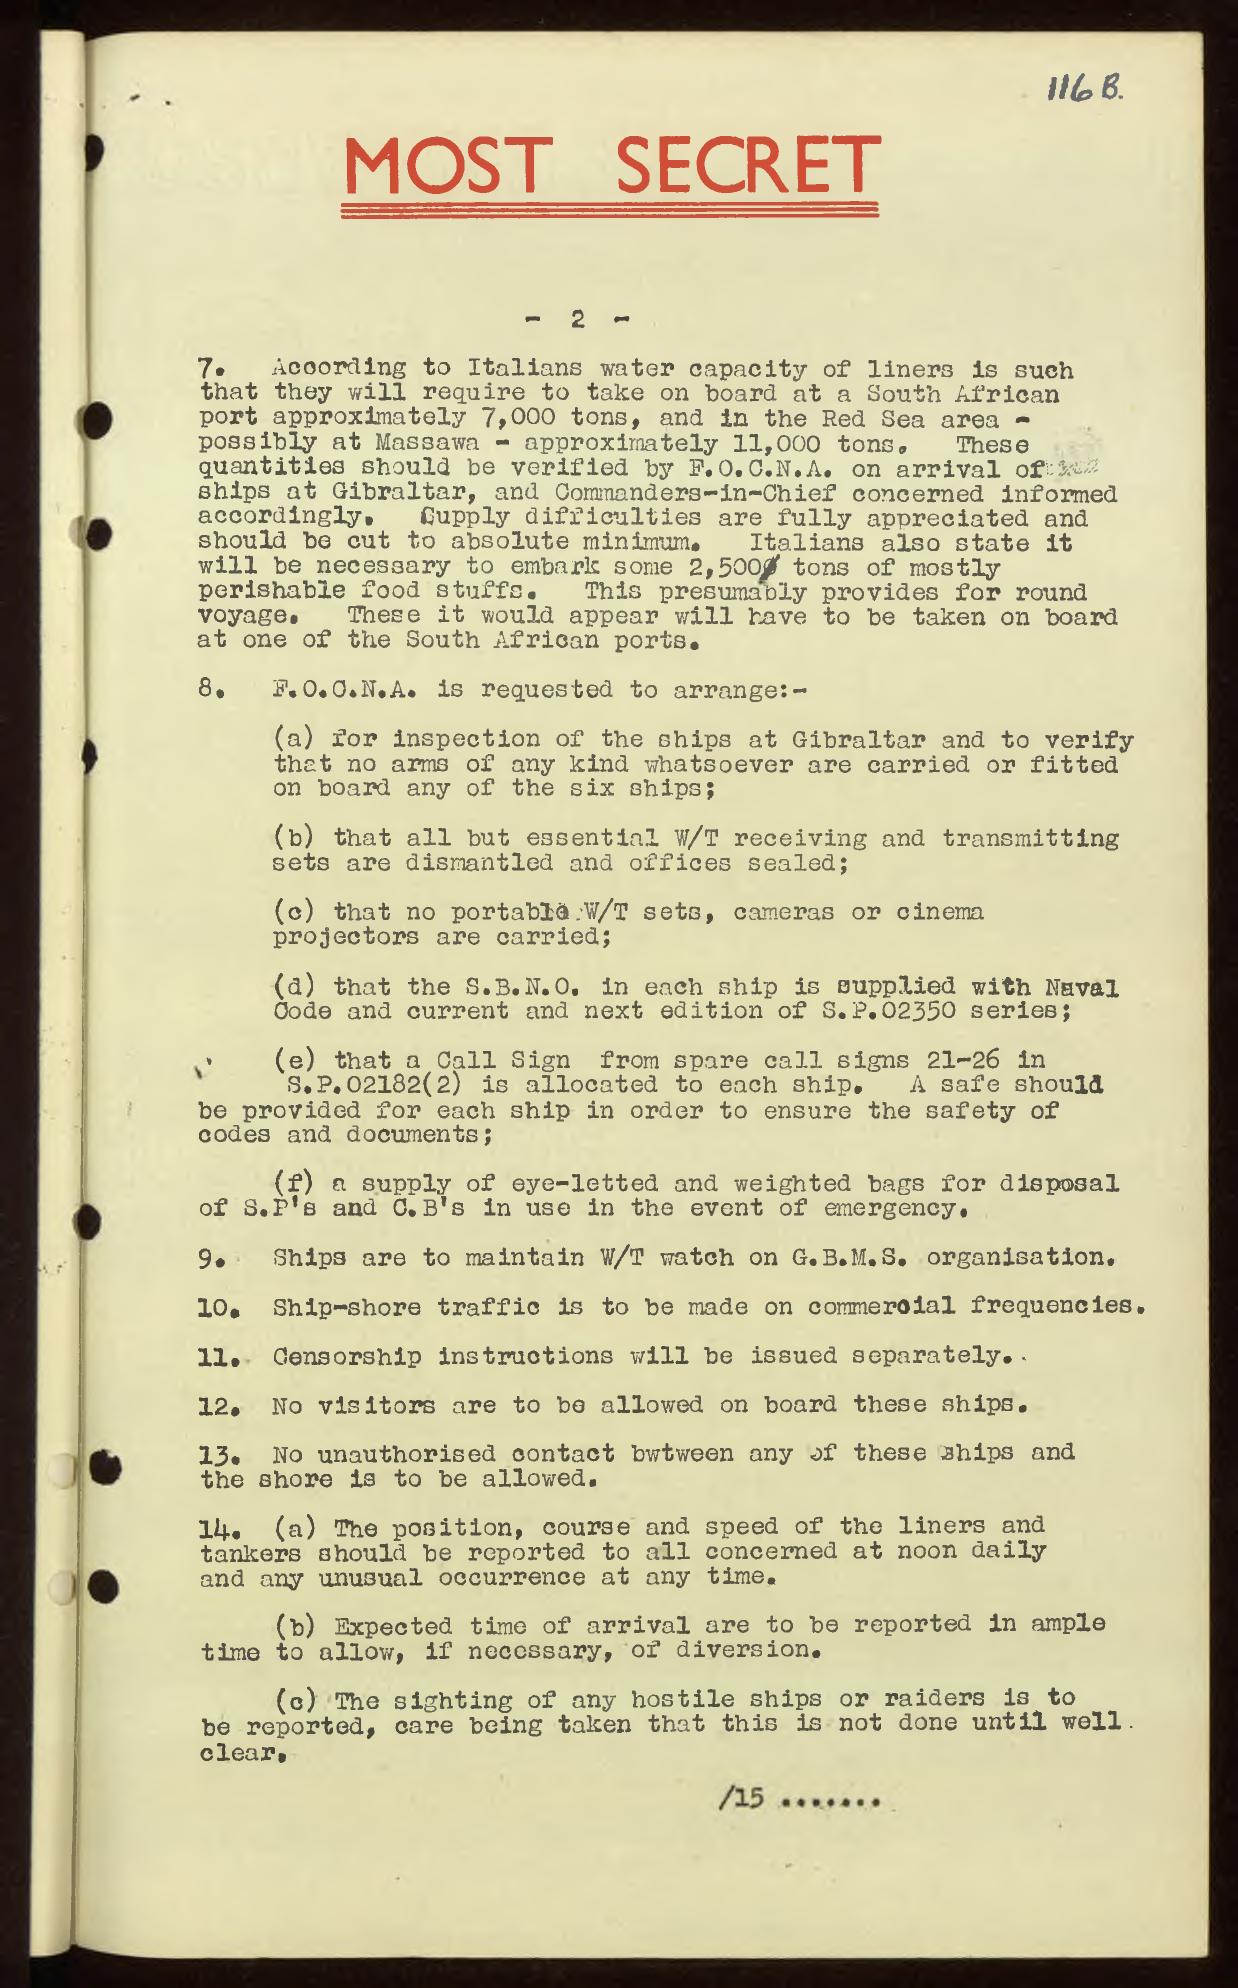 116 B.
MOST SECRET
- 2 -
7. According to Italians water capacity of liners is such
that they will require to take on board at a South African
port approximately 7,000 tons, and in the Red Sea area -
possibly at Massawa - approximately 11,000 tons. These
quantities should be verified by F.O.C.N.A. on arrival of
ships at Gibraltar, and Commanders-in-Chief concerned informed
accordingly. Supply difficulties are fully appreciated and
should be cut to absolute minimum. Italians also state it
will be necessary to embark some 2,500 tons of mostly
perishable food stuffs. This presumably provides for round
voyage. These it would appear will have to be taken on board
at one of the South African ports.
8. F.O.C.N.A. is requested to arrange:-
(a) for inspection of the ships at Gibraltar and to verify
that no arms of any kind whatsoever are carried or fitted
on board any of the six ships;
(b) that all but essential W/T receiving and transmitting
sets are dismantled and offices sealed;
(c) that no portable W/T sets, cameras or cinema
projectors are carried;
(d) that the S.B.N.O. in each ship is supplied with Naval
Code and current and next edition of S.P.02350 series;
(e) that a Call Sign from spare call signs 21-26 in
S.P.02182(2) is allocated to each ship. A safe should
be provided for each ship in order to ensure the safety of
codes and documents;
(f) a supply of eye-letted and weighted bags for disposal
of S.P's and C.B's in use in the event of emergency.
9. Ships are to maintain W/T watch on G.B.M.S. organisation.
10. Ship-shore traffic is to be made on commercial frequencies.
11. Censorship instructions will be issued separately.
12. No visitors are to be allowed on board these ships.
13. No unauthorised contact bwtween any of these ships and
the shore is to be allowed.
14. (a) The position, course and speed of the liners and
tankers should be reported to all concerned at noon daily
and any unusual occurrence at any time.
(b) Expected time of arrival are to be reported in ample
time to allow, if necessary, of diversion.
(c) The sighting of any hostile ships or raiders is to
be reported, care being taken that this is not done until well
clear.
/15 .......